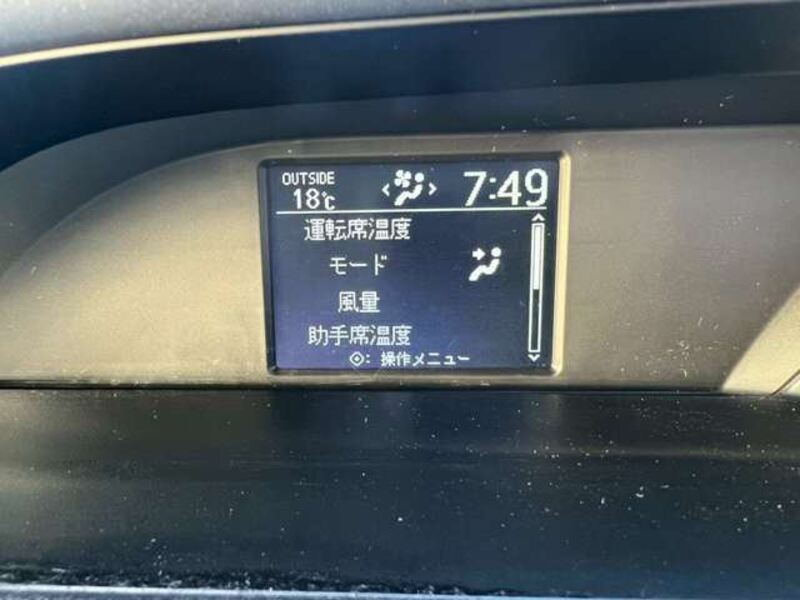 OUTSIDE
18℃
7:49
運転席温度
モード
風量
助手席温度
: 操作メニュー